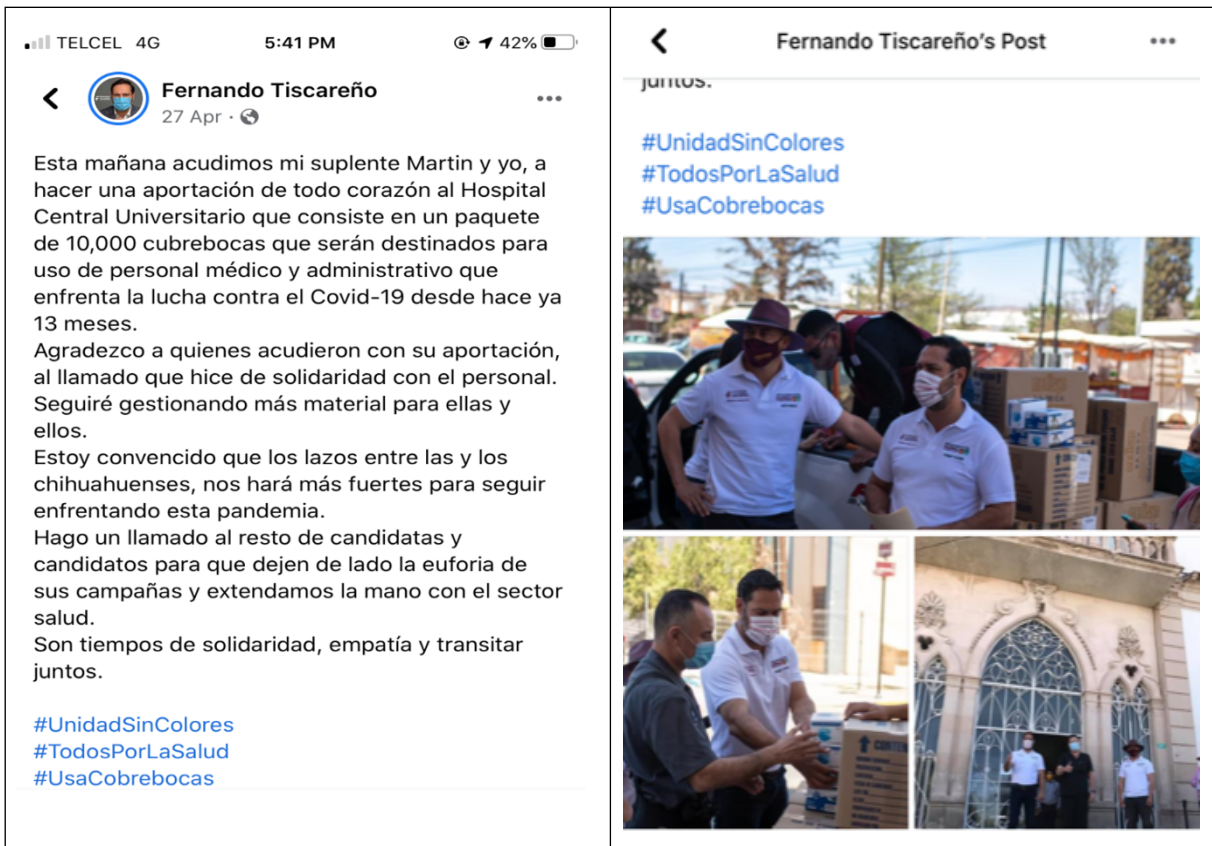 TELCEL 4G 5:41 PM 42%
Fernando Tiscareño
27 Apr ·
Esta mañana acudimos mi suplente Martin y yo, a
hacer una aportación de todo corazón al Hospital
Central Universitario que consiste en un paquete
de 10,000 cubrebocas que serán destinados para
uso de personal médico y administrativo que
enfrenta la lucha contra el Covid-19 desde hace ya
13 meses.
Agradezco a quienes acudieron con su aportación,
al llamado que hice de solidaridad con el personal.
Seguiré gestionando más material para ellas y
ellos.
Estoy convencido que los lazos entre las y los
chihuahuenses, nos hará más fuertes para seguir
enfrentando esta pandemia.
Hago un llamado al resto de candidatas y
candidatos para que dejen de lado la euforia de
sus campañas y extendamos la mano con el sector
salud.
Son tiempos de solidaridad, empatía y transitar
juntos.
#UnidadSinColores
#TodosPorLaSalud
#UsaCobrebocas
Fernando Tiscareño's Post
juntos.
#UnidadSinColores
#TodosPorLaSalud
#UsaCobrebocas